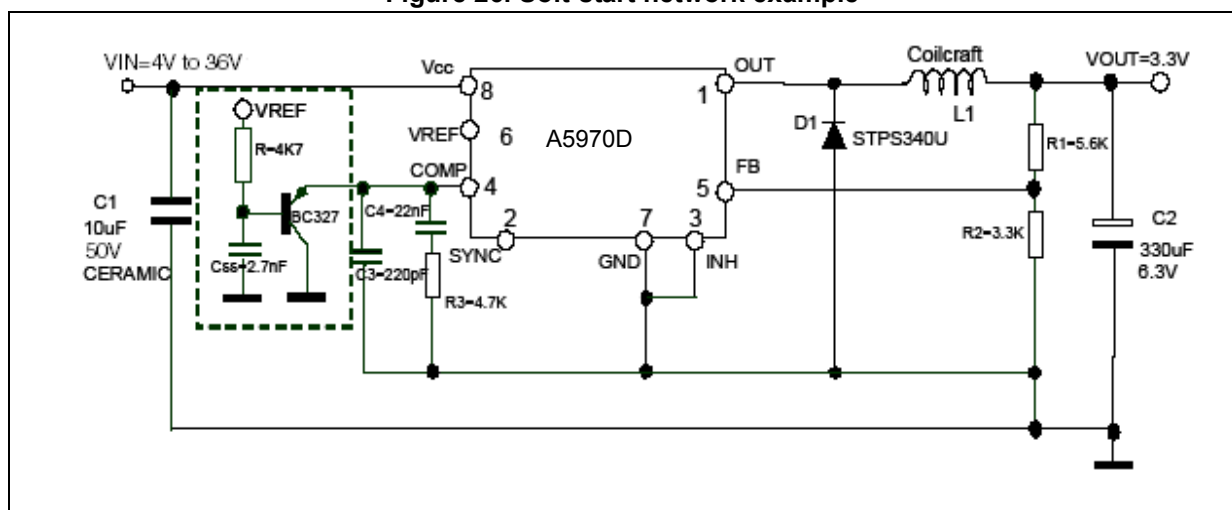 Figure 26. Soft-start network example
VIN=4V to 36V
Vcc
8
VREF
6
COMP
4
A5970D
OUT
1
FB
5
2
SYNC
7
GND
3
INH
VREF
R=4K7
BC327
Css=2.7nF
C1
10uF
50V
CERAMIC
C4=22nF
C3=220pF
R3=4.7K
D1
STPS340U
Coilcraft
L1
VOUT=3.3V
R1=5.6K
R2=3.3K
C2
330uF
6.3V